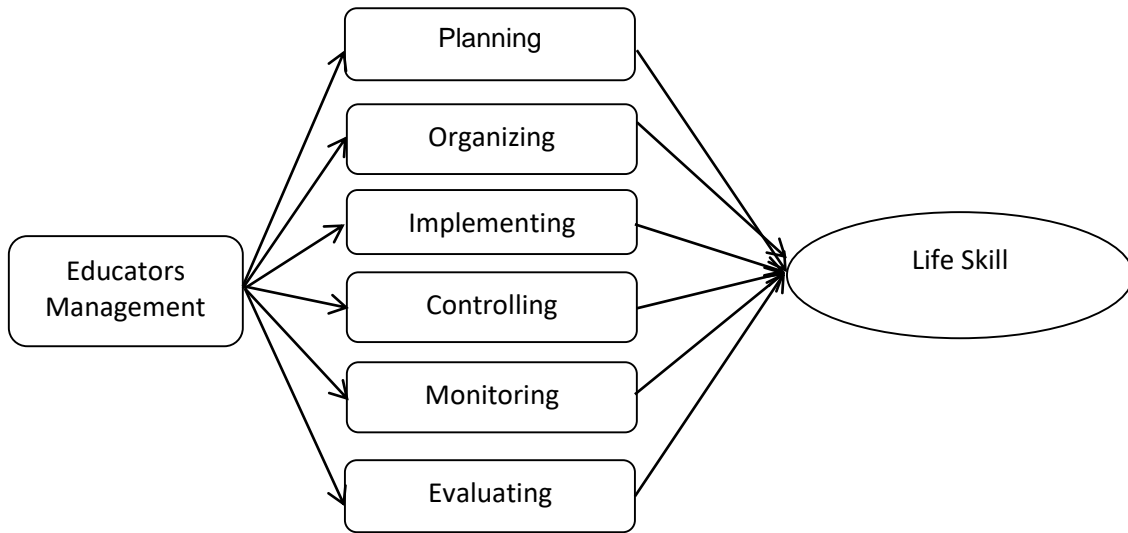 Planning
Organizing
Implementing
Educators
Management
Life Skill
Controlling
Monitoring
Evaluating